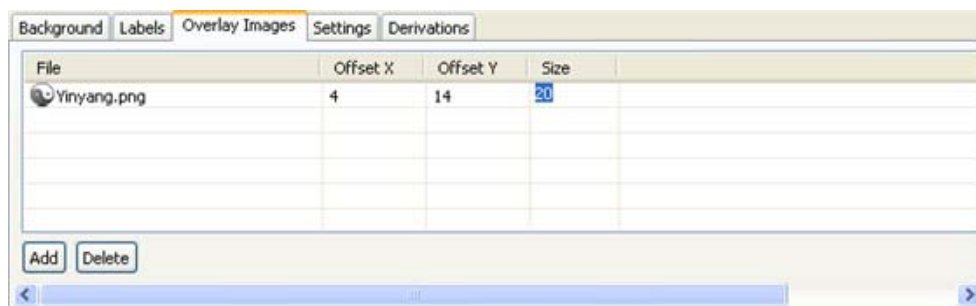 Background Labels Overlay Images Settings Derivations
File Offset X Offset Y Size
Yinyang.png 4 14 20
Add Delete